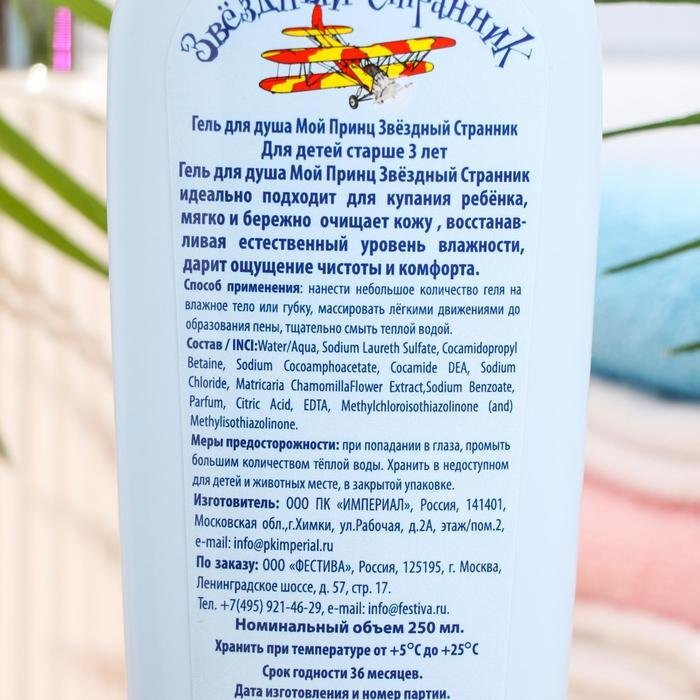 Звёздный Странник
Гель для душа Мой Принц Звёздный Странник
Для детей старше 3 лет
Гель для душа Мой Принц Звёздный Странник
идеально подходит для купания ребёнка,
мягко и бережно очищает кожу , восстанав-
ливая естественный уровень влажности,
дарит ощущение чистоты и комфорта.
Способ применения: нанести небольшое количество геля на
влажное тело или губку, массировать лёгкими движениями до
образования пены, тщательно смыть теплой водой.
Состав / INCI:Water/Aqua, Sodium Laureth Sulfate, Cocamidopropyl
Betaine, Sodium Cocoamphoacetate, Cocamide DEA, Sodium
Chloride, Matricaria ChamomillaFlower Extract,Sodium Benzoate,
Parfum, Citric Acid, EDTA, Methylchloroisothiazolinone (and)
Methylisothiazolinone.
Меры предосторожности: при попадании в глаза, промыть
большим количеством тёплой воды. Хранить в недоступном
для детей и животных месте, в закрытой упаковке.
Изготовитель: ООО ПК «ИМПЕРИАЛ», Россия, 141401,
Московская обл.,г.Химки, ул.Рабочая, д.2А, этаж/пом.2,
e-mail: info@pkimperial.ru
По заказу: ООО «ФЕСТИВА», Россия, 125195, г. Москва,
Ленинградское шоссе, д. 57, стр. 17.
Тел. +7(495) 921-46-29, e-mail: info@festiva.ru.
Номинальный объем 250 мл.
Хранить при температуре от +5°С до +25°С
Срок годности 36 месяцев.
Дата изготовления и номер партии.